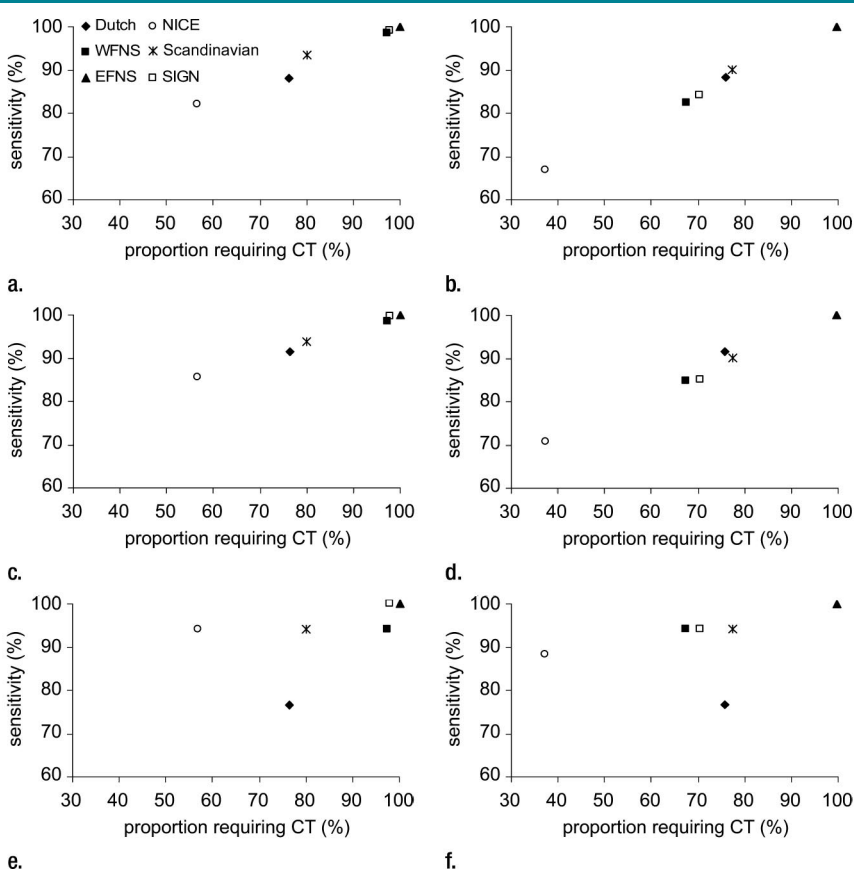 ◆ Dutch ○ NICE
■ WFNS ✳ Scandinavian
▲ EFNS □ SIGN
sensitivity (%)
100
90
80
70
60
30 40 50 60 70 80 90 100
proportion requiring CT (%)
a.
sensitivity (%)
100
90
80
70
60
30 40 50 60 70 80 90 100
proportion requiring CT (%)
b.
sensitivity (%)
100
90
80
70
60
30 40 50 60 70 80 90 100
proportion requiring CT (%)
c.
sensitivity (%)
100
90
80
70
60
30 40 50 60 70 80 90 100
proportion requiring CT (%)
d.
sensitivity (%)
100
90
80
70
60
30 40 50 60 70 80 90 100
proportion requiring CT (%)
e.
sensitivity (%)
100
90
80
70
60
30 40 50 60 70 80 90 100
proportion requiring CT (%)
f.